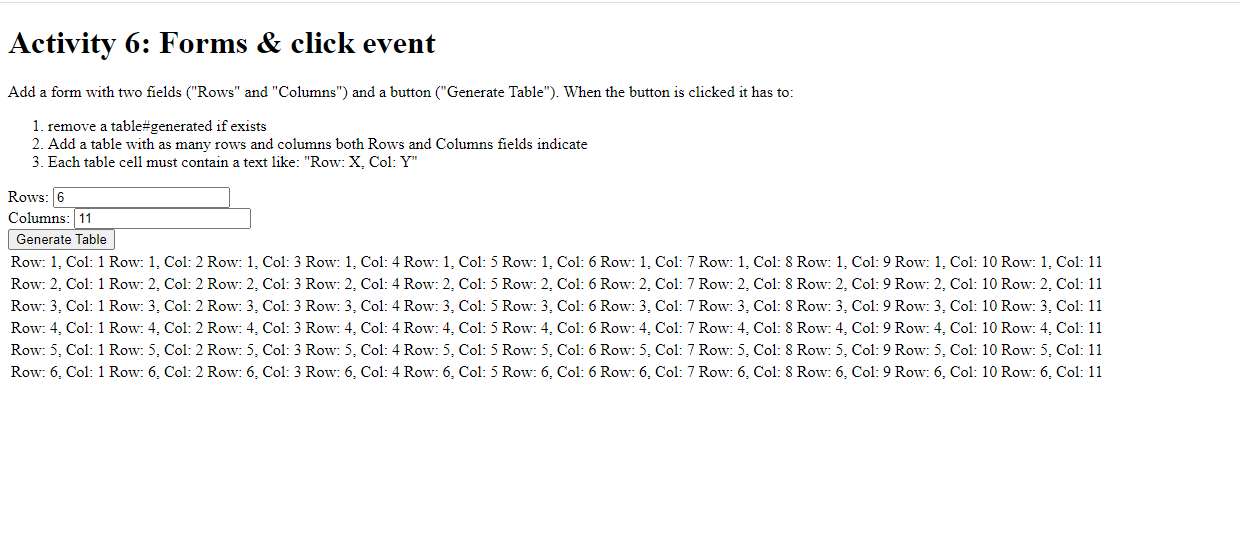 Activity 6: Forms & click event
Add a form with two fields ("Rows" and "Columns") and a button ("Generate Table"). When the button is clicked it has to:
1. remove a table#generated if exists
2. Add a table with as many rows and columns both Rows and Columns fields indicate
3. Each table cell must contain a text like: "Row: X, Col: Y"
Rows: 6
Columns: 11
Generate Table
Row: 1, Col: 1 Row: 1, Col: 2 Row: 1, Col: 3 Row: 1, Col: 4 Row: 1, Col: 5 Row: 1, Col: 6 Row: 1, Col: 7 Row: 1, Col: 8 Row: 1, Col: 9 Row: 1, Col: 10 Row: 1, Col: 11
Row: 2, Col: 1 Row: 2, Col: 2 Row: 2, Col: 3 Row: 2, Col: 4 Row: 2, Col: 5 Row: 2, Col: 6 Row: 2, Col: 7 Row: 2, Col: 8 Row: 2, Col: 9 Row: 2, Col: 10 Row: 2, Col: 11
Row: 3, Col: 1 Row: 3, Col: 2 Row: 3, Col: 3 Row: 3, Col: 4 Row: 3, Col: 5 Row: 3, Col: 6 Row: 3, Col: 7 Row: 3, Col: 8 Row: 3, Col: 9 Row: 3, Col: 10 Row: 3, Col: 11
Row: 4, Col: 1 Row: 4, Col: 2 Row: 4, Col: 3 Row: 4, Col: 4 Row: 4, Col: 5 Row: 4, Col: 6 Row: 4, Col: 7 Row: 4, Col: 8 Row: 4, Col: 9 Row: 4, Col: 10 Row: 4, Col: 11
Row: 5, Col: 1 Row: 5, Col: 2 Row: 5, Col: 3 Row: 5, Col: 4 Row: 5, Col: 5 Row: 5, Col: 6 Row: 5, Col: 7 Row: 5, Col: 8 Row: 5, Col: 9 Row: 5, Col: 10 Row: 5, Col: 11
Row: 6, Col: 1 Row: 6, Col: 2 Row: 6, Col: 3 Row: 6, Col: 4 Row: 6, Col: 5 Row: 6, Col: 6 Row: 6, Col: 7 Row: 6, Col: 8 Row: 6, Col: 9 Row: 6, Col: 10 Row: 6, Col: 11